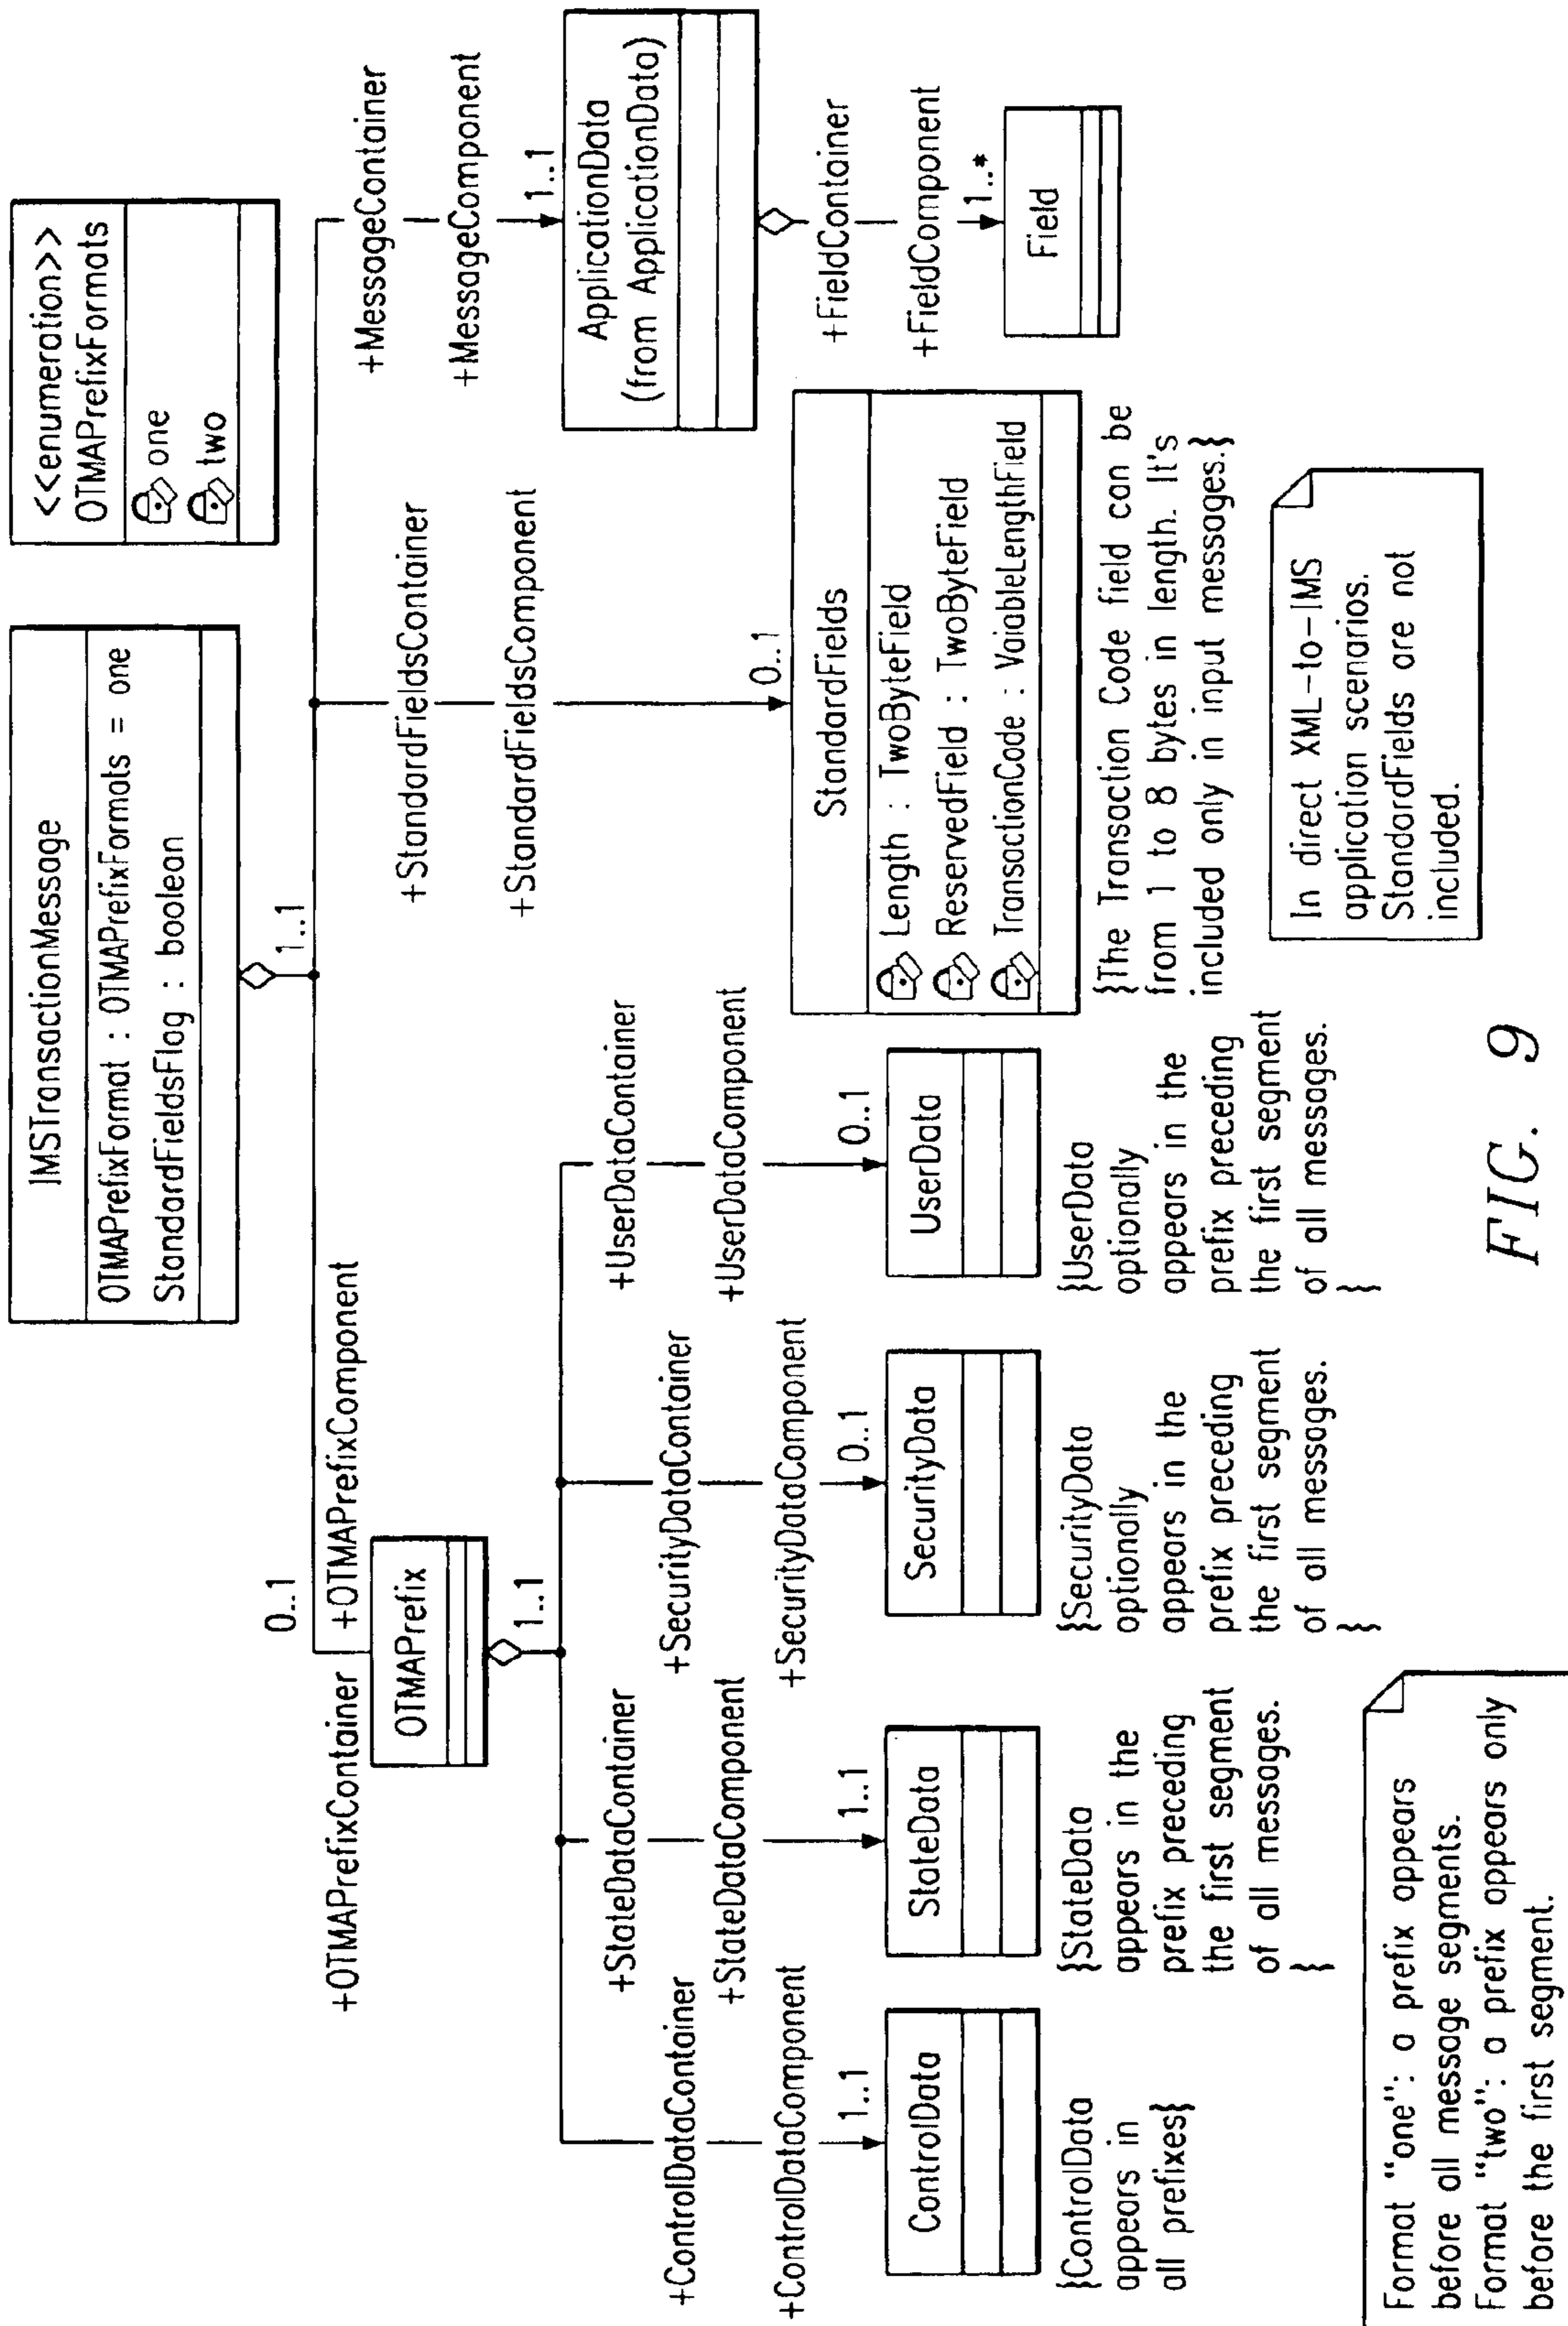 IMSTransactionMessage
OTMAPrefixFormat : OTMAPrefixFormats = one
StandardFieldsFlag : boolean
<<enumeration>>
OTMAPrefixFormats
one
two
1..1
0..1
+OTMAPrefixContainer
+OTMAPrefixComponent
+StandardFieldsContainer
+StandardFieldsComponent
0..1
+MessageContainer
+MessageComponent
1..1
OTMAPrefix
1..1
ApplicationData
(from ApplicationData)
+FieldContainer
+FieldComponent
1..*
Field
+ControlDataContainer
+ControlDataComponent
1..1
+StateDataContainer
+StateDataComponent
1..1
+SecurityDataContainer
+SecurityDataComponent
0..1
+UserDataContainer
+UserDataComponent
0..1
StandardFields
Length : TwoByteField
ReservedField : TwoByteField
TransactionCode : VaiableLengthField
{The Transaction Code field can be
from 1 to 8 bytes in length. It's
included only in input messages.}
ControlData
{ControlData
appears in
all prefixes}
StateData
{StateData
appears in the
prefix preceding
the first segment
of all messages.
}
SecurityData
{SecurityData
optionally
appears in the
prefix preceding
the first segment
of all messages.
}
UserData
{UserData
optionally
appears in the
prefix preceding
the first segment
of all messages.
}
In direct XML-to-IMS
application scenarios.
StandardFields are not
included.
Format "one": a prefix appears
before all message segments.
Format "two": a prefix appears only
before the first segment.
FIG. 9